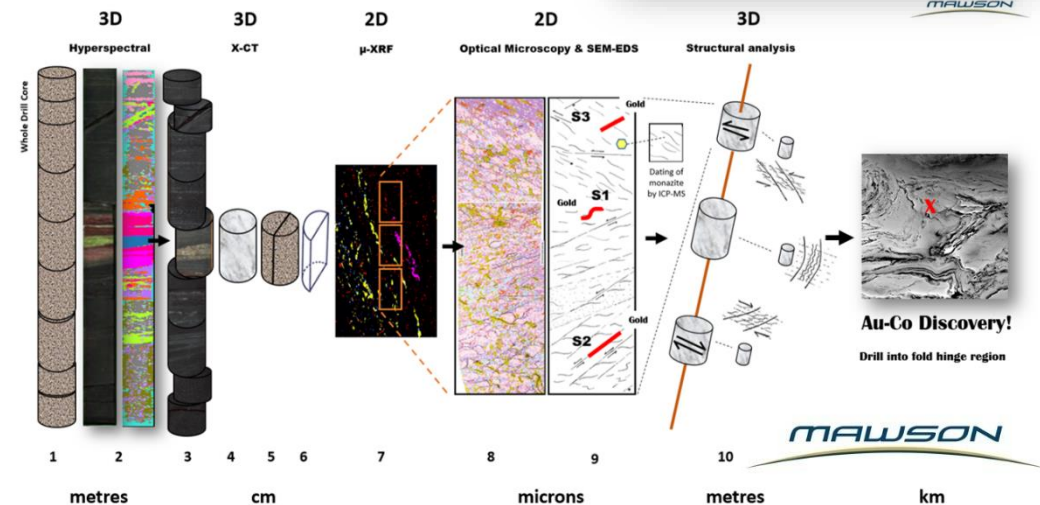 MAWSON
3D 3D 2D 2D 3D
Hyperspectral X-CT µ-XRF Optical Microscopy & SEM-EDS Structural analysis
Whole Drill Core
Gold
S3
Dating of
monazite
by ICP-MS
S1
Gold
Gold
S2
X
Au-Co Discovery!
Drill into fold hinge region
MAWSON
1 2 3 4 5 6 7 8 9 10
metres cm microns metres km